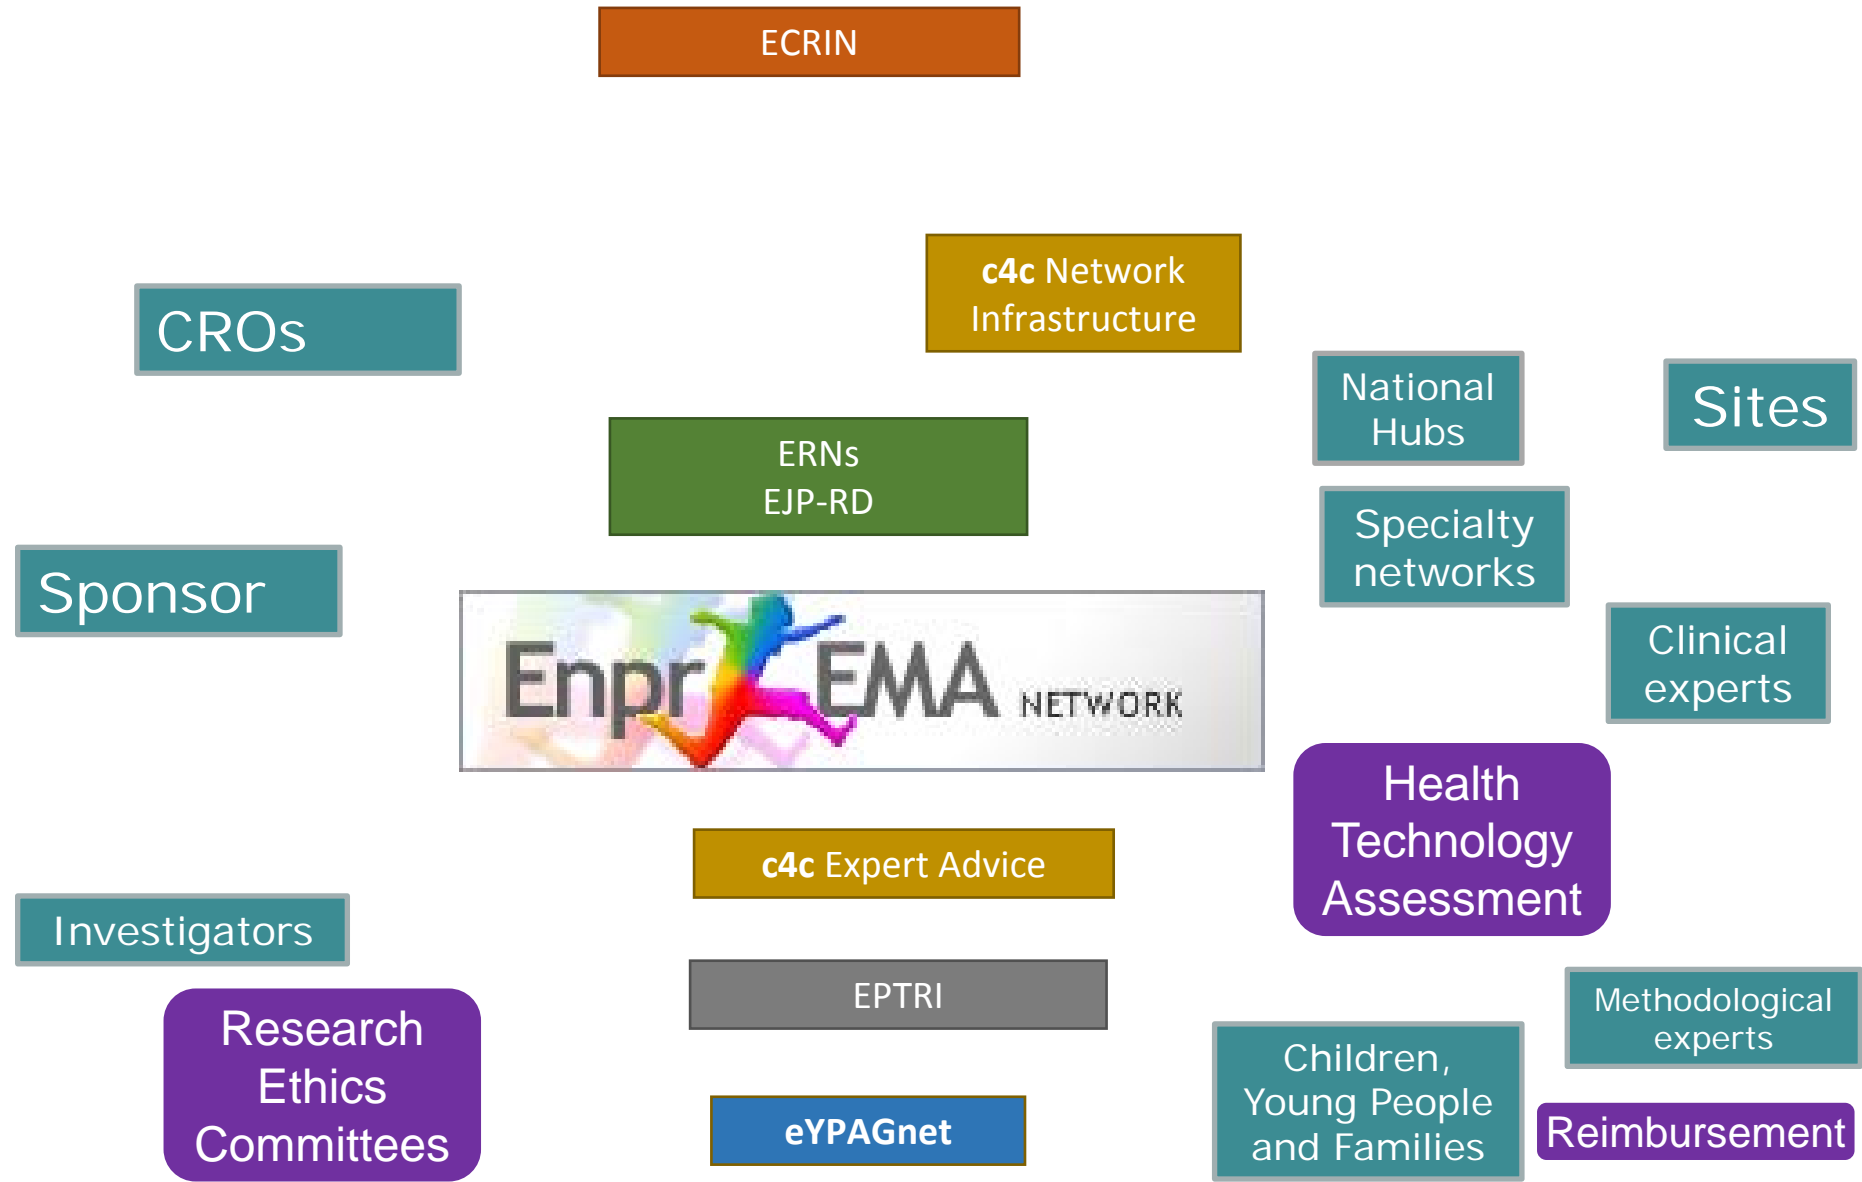 ECRIN
c4c Network
Infrastructure
CROs
National
Hubs
Sites
ERNs
EJP-RD
Specialty
networks
Sponsor
Enpr EMA NETWORK
Clinical
experts
Health
Technology
Assessment
c4c Expert Advice
Investigators
EPTRI
Methodological
experts
Research
Ethics
Committees
Children,
Young People
and Families
eYPAGnet
Reimbursement